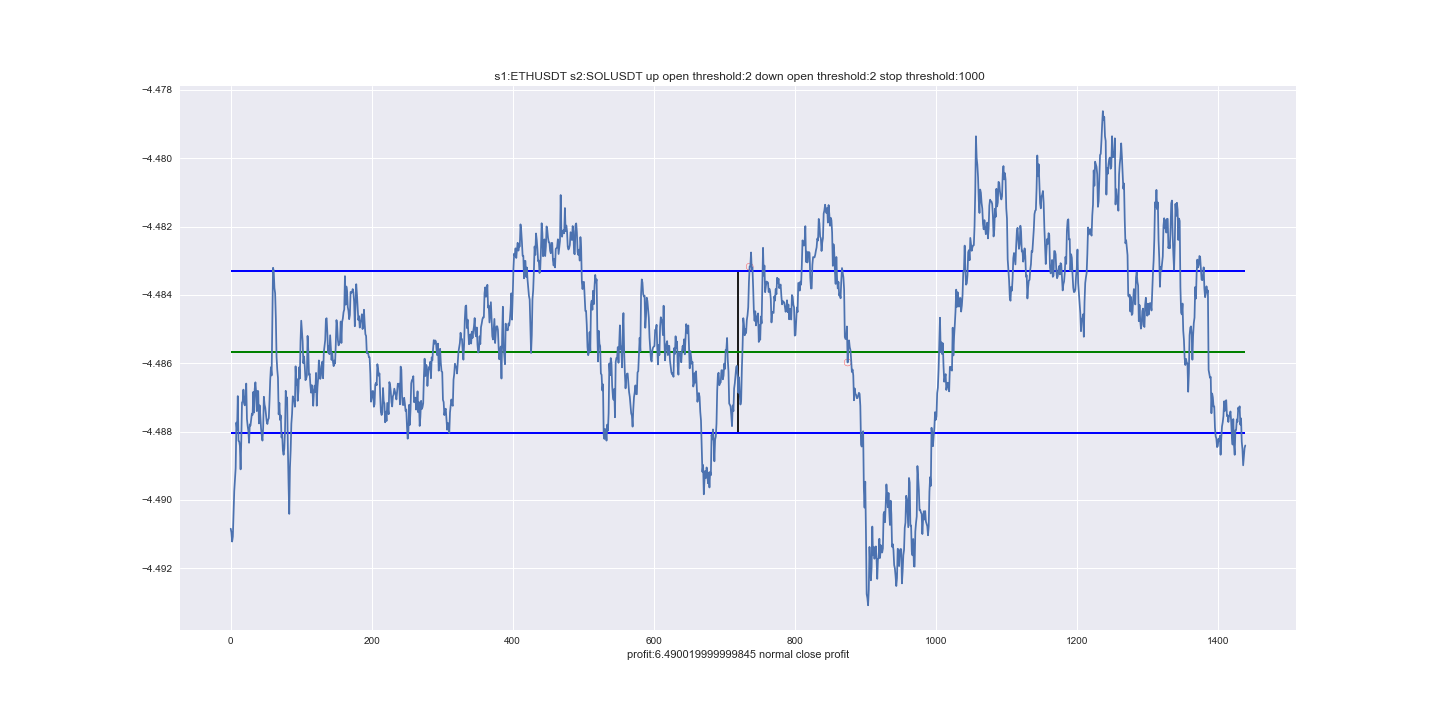 s1:ETHUSDT s2:SOLUSDT up open threshold:2 down open threshold:2 stop threshold:1000
−4.478
−4.480
−4.482
−4.484
−4.486
−4.488
−4.490
−4.492
0 200 400 600 800 1000 1200 1400
profit:6.490019999999845 normal close profit